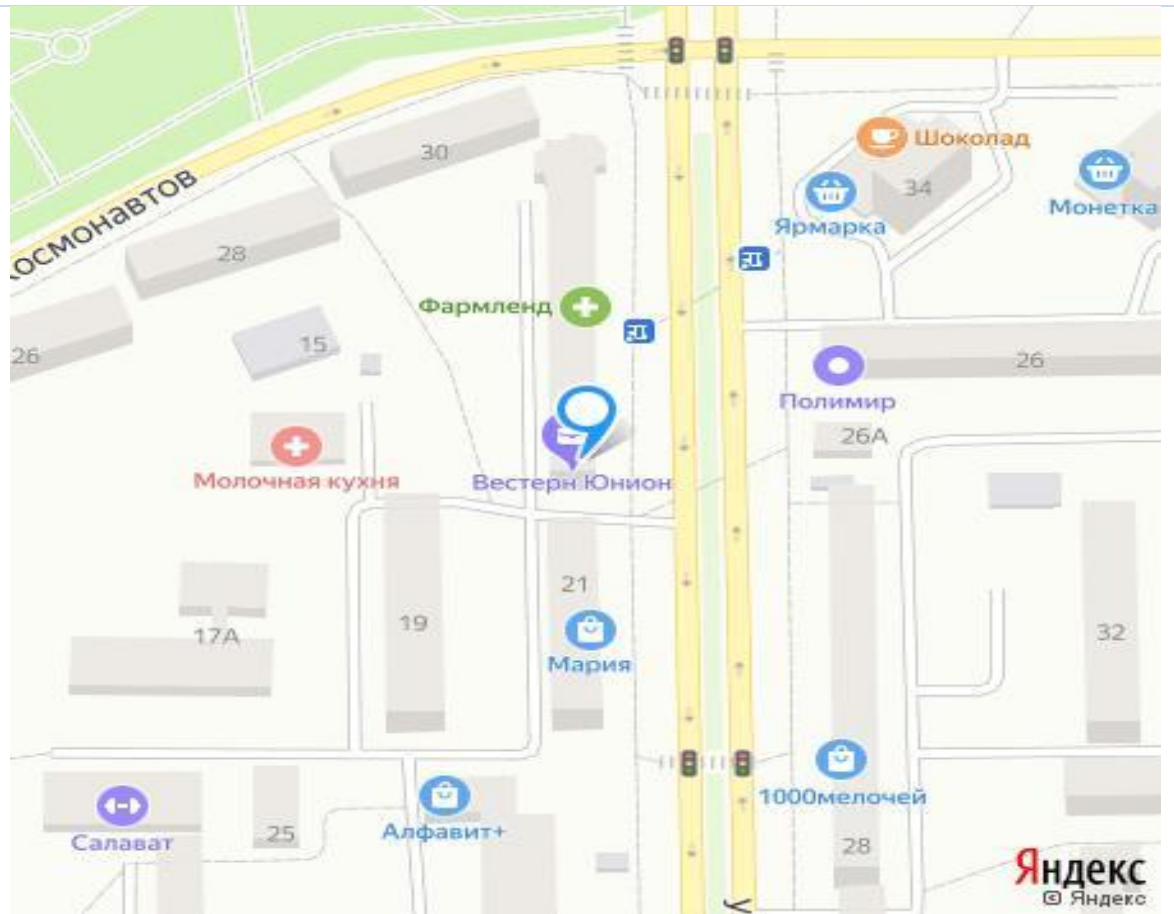 30
Шоколад
34
Монетка
КОСМОНАВТОВ
Ярмарка
28
Фармленд
26
15
26
Полимир
26А
Молочная кухня
Вестерн Юнион
21
17А
19
32
Мария
1000мелочей
Салават
25
Алфавит+
28
Яндекс
© Яндекс
У